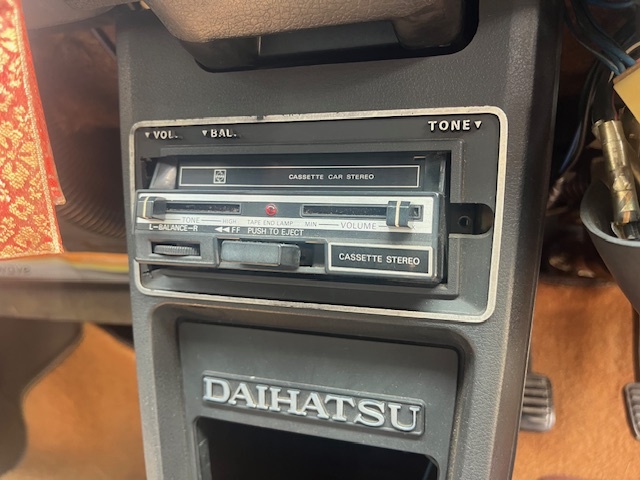 ▼VOL. ▼BAL. TONE▼
CASSETTE CAR STEREO
TONE HIGH TAPE END LAMP MIN VOLUME
L-BALANCE-R ◀◀FF PUSH TO EJECT
CASSETTE STEREO
DAIHATSU